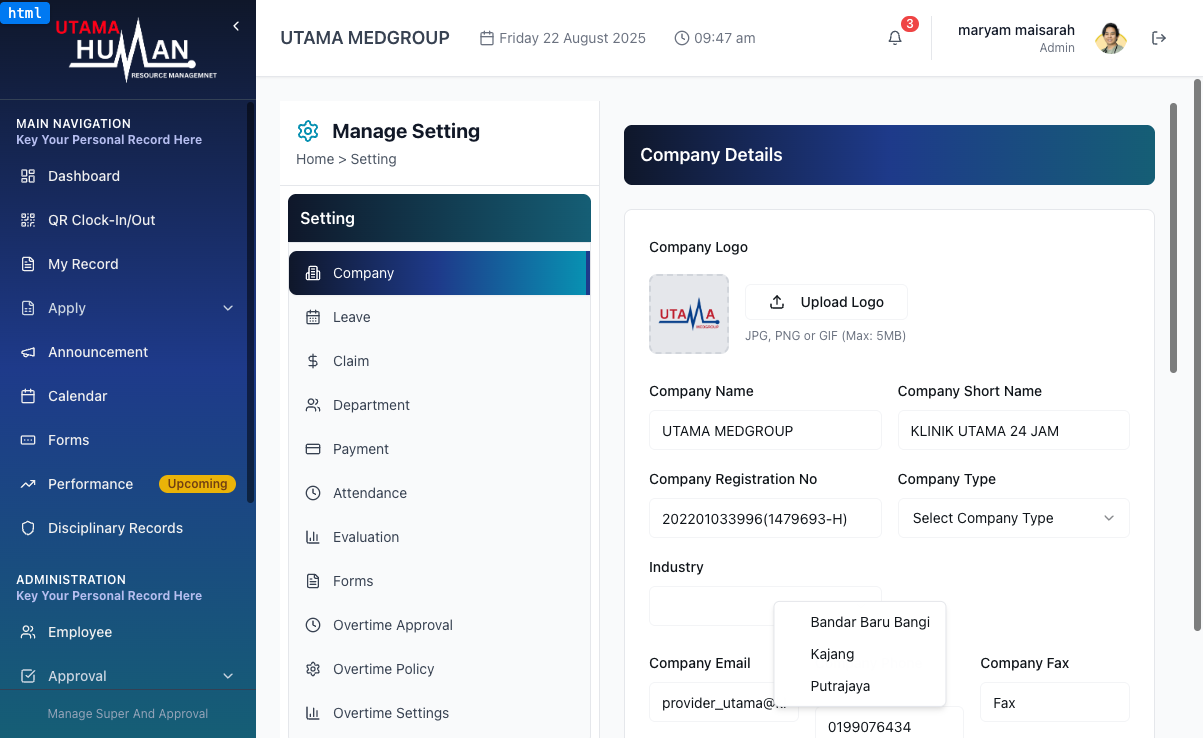 html
UTAMA
HUMAN
RESOURCE MANAGEMNET
MAIN NAVIGATION
Key Your Personal Record Here
Dashboard
QR Clock-In/Out
My Record
Apply
Announcement
Calendar
Forms
Performance
Upcoming
Disciplinary Records
ADMINISTRATION
Key Your Personal Record Here
Employee
Approval
Manage Super And Approval
UTAMA MEDGROUP
Friday 22 August 2025
09:47 am
3
maryam maisarah
Admin
Manage Setting
Home > Setting
Setting
Company
Leave
Claim
Department
Payment
Attendance
Evaluation
Forms
Overtime Approval
Overtime Policy
Overtime Settings
Company Details
Company Logo
UTAMA
MEDGROUP
Upload Logo
JPG, PNG or GIF (Max: 5MB)
Company Name
Company Short Name
UTAMA MEDGROUP
KLINIK UTAMA 24 JAM
Company Registration No
Company Type
202201033996(1479693-H)
Select Company Type
Industry
Bandar Baru Bangi
Kajang
Putrajaya
Company Email
Company Fax
provider_utama@
Fax
0199076434